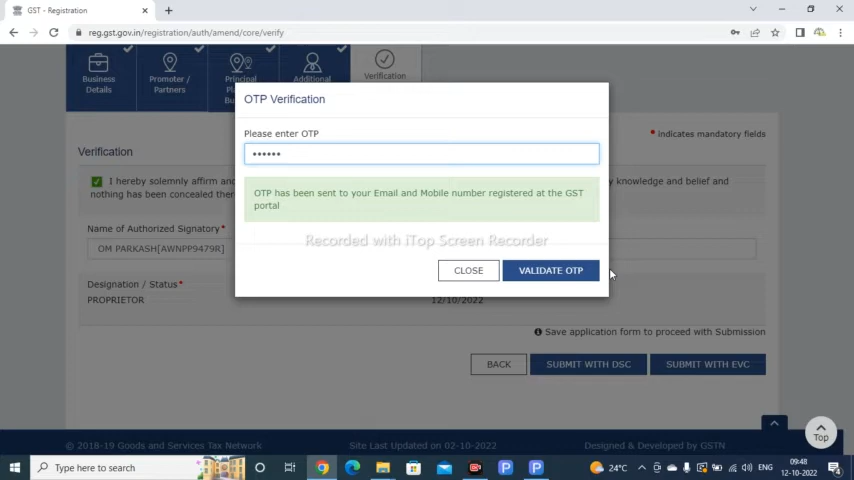 GST - Registration
reg.gst.gov.in/registration/auth/amend/core/verify
Business Details
Promoter / Partners
Principal
Additional
Verification
OTP Verification
Please enter OTP
••••••
OTP has been sent to your Email and Mobile number registered at the GST
portal
Recorded with iTop Screen Recorder
CLOSE
VALIDATE OTP
• indicates mandatory fields
Verification
I hereby solemnly affirm and
y knowledge and belief and
nothing has been concealed
Name of Authorized Signatory*
OM PARKASH[AWNPP9479R]
Designation / Status*
PROPRIETOR
12/10/2022
Save application form to proceed with Submission
BACK
SUBMIT WITH DSC
SUBMIT WITH EVC
© 2018-19 Goods and Services Tax Network
Site Last Updated on 02-10-2022
Designed & Developed by GSTN
Top
Type here to search
24°C
ENG
09:48
12-10-2022
4